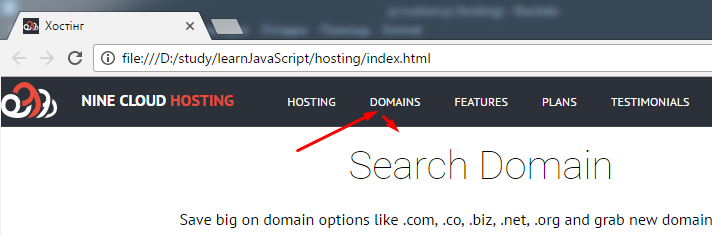 Хостінг
file:///D:/study/learnJavaScript/hosting/index.html
NINE CLOUD HOSTING HOSTING DOMAINS FEATURES PLANS TESTIMONIALS
Search Domain
Save big on domain options like .com, .co, .biz, .net, .org and grab new domain